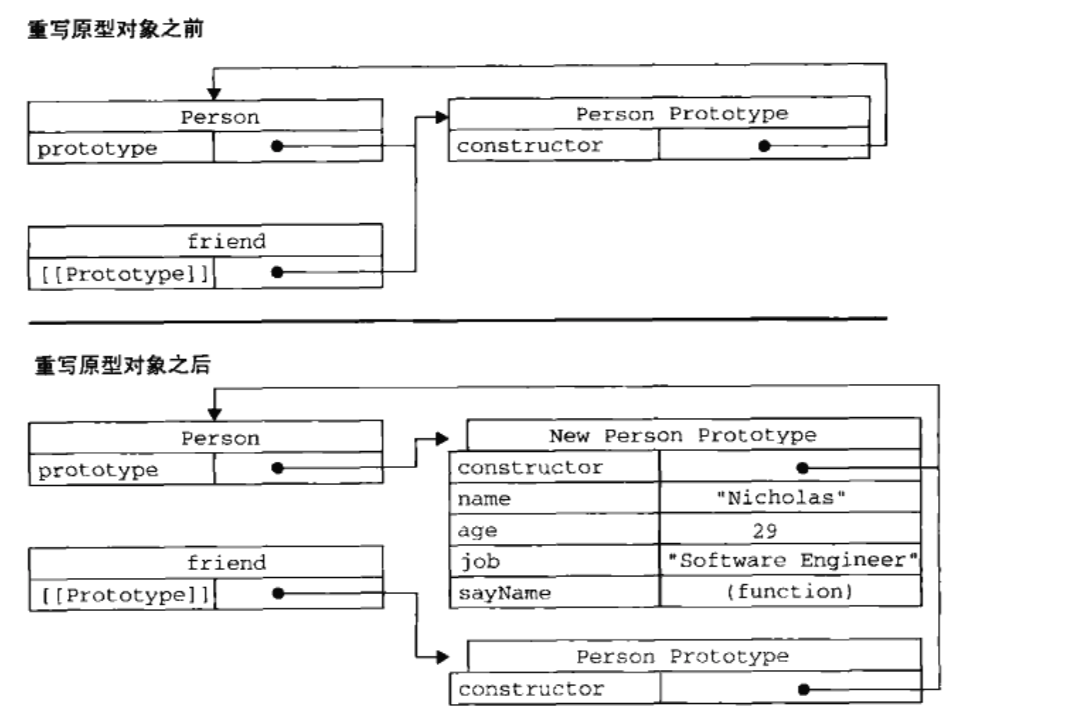 重写原型对象之前
Person
prototype
Person Prototype
constructor
friend
[[Prototype]]
重写原型对象之后
Person
prototype
New Person Prototype
constructor
name "Nicholas"
age 29
job "Software Engineer"
sayName (function)
friend
[[Prototype]]
Person Prototype
constructor